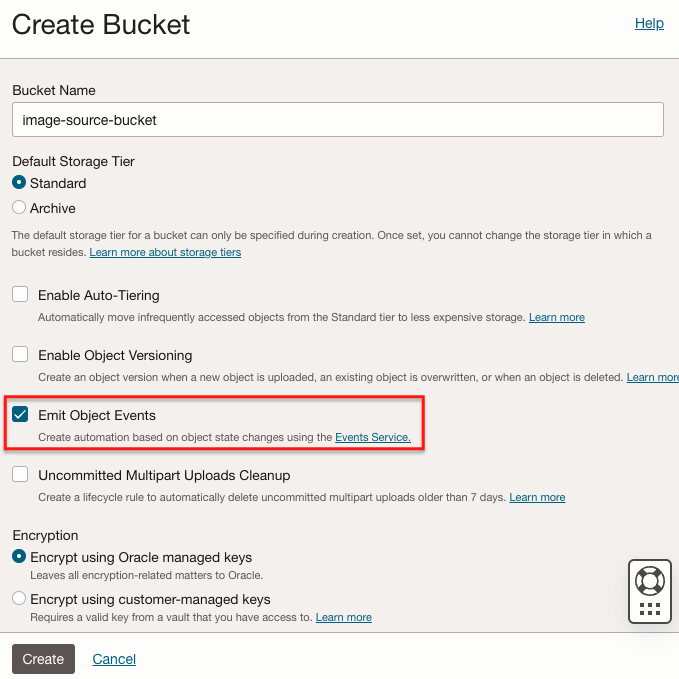 Create Bucket
Help
Bucket Name
image-source-bucket
Default Storage Tier
Standard
Archive
The default storage tier for a bucket can only be specified during creation. Once set, you cannot change the storage tier in which a
bucket resides. Learn more about storage tiers
Enable Auto-Tiering
Automatically move infrequently accessed objects from the Standard tier to less expensive storage. Learn more
Enable Object Versioning
Create an object version when a new object is uploaded, an existing object is overwritten, or when an object is deleted. Learn more
Emit Object Events
Create automation based on object state changes using the Events Service.
Uncommitted Multipart Uploads Cleanup
Create a lifecycle rule to automatically delete uncommitted multipart uploads older than 7 days. Learn more
Encryption
Encrypt using Oracle managed keys
Leaves all encryption-related matters to Oracle.
Encrypt using customer-managed keys
Requires a valid key from a vault that you have access to. Learn more
Create
Cancel